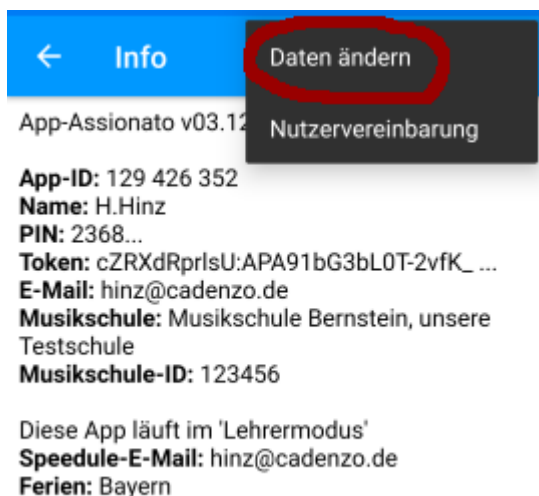 ← Info
Daten ändern
Nutzervereinbarung
App-Assionato v03.12
App-ID: 129 426 352
Name: H.Hinz
PIN: 2368...
Token: cZRXdRprlsU:APA91bG3bL0T-2vfK_ ...
E-Mail: hinz@cadenzo.de
Musikschule: Musikschule Bernstein, unsere
Testschule
Musikschule-ID: 123456
Diese App läuft im 'Lehrermodus'
Speedule-E-Mail: hinz@cadenzo.de
Ferien: Bayern